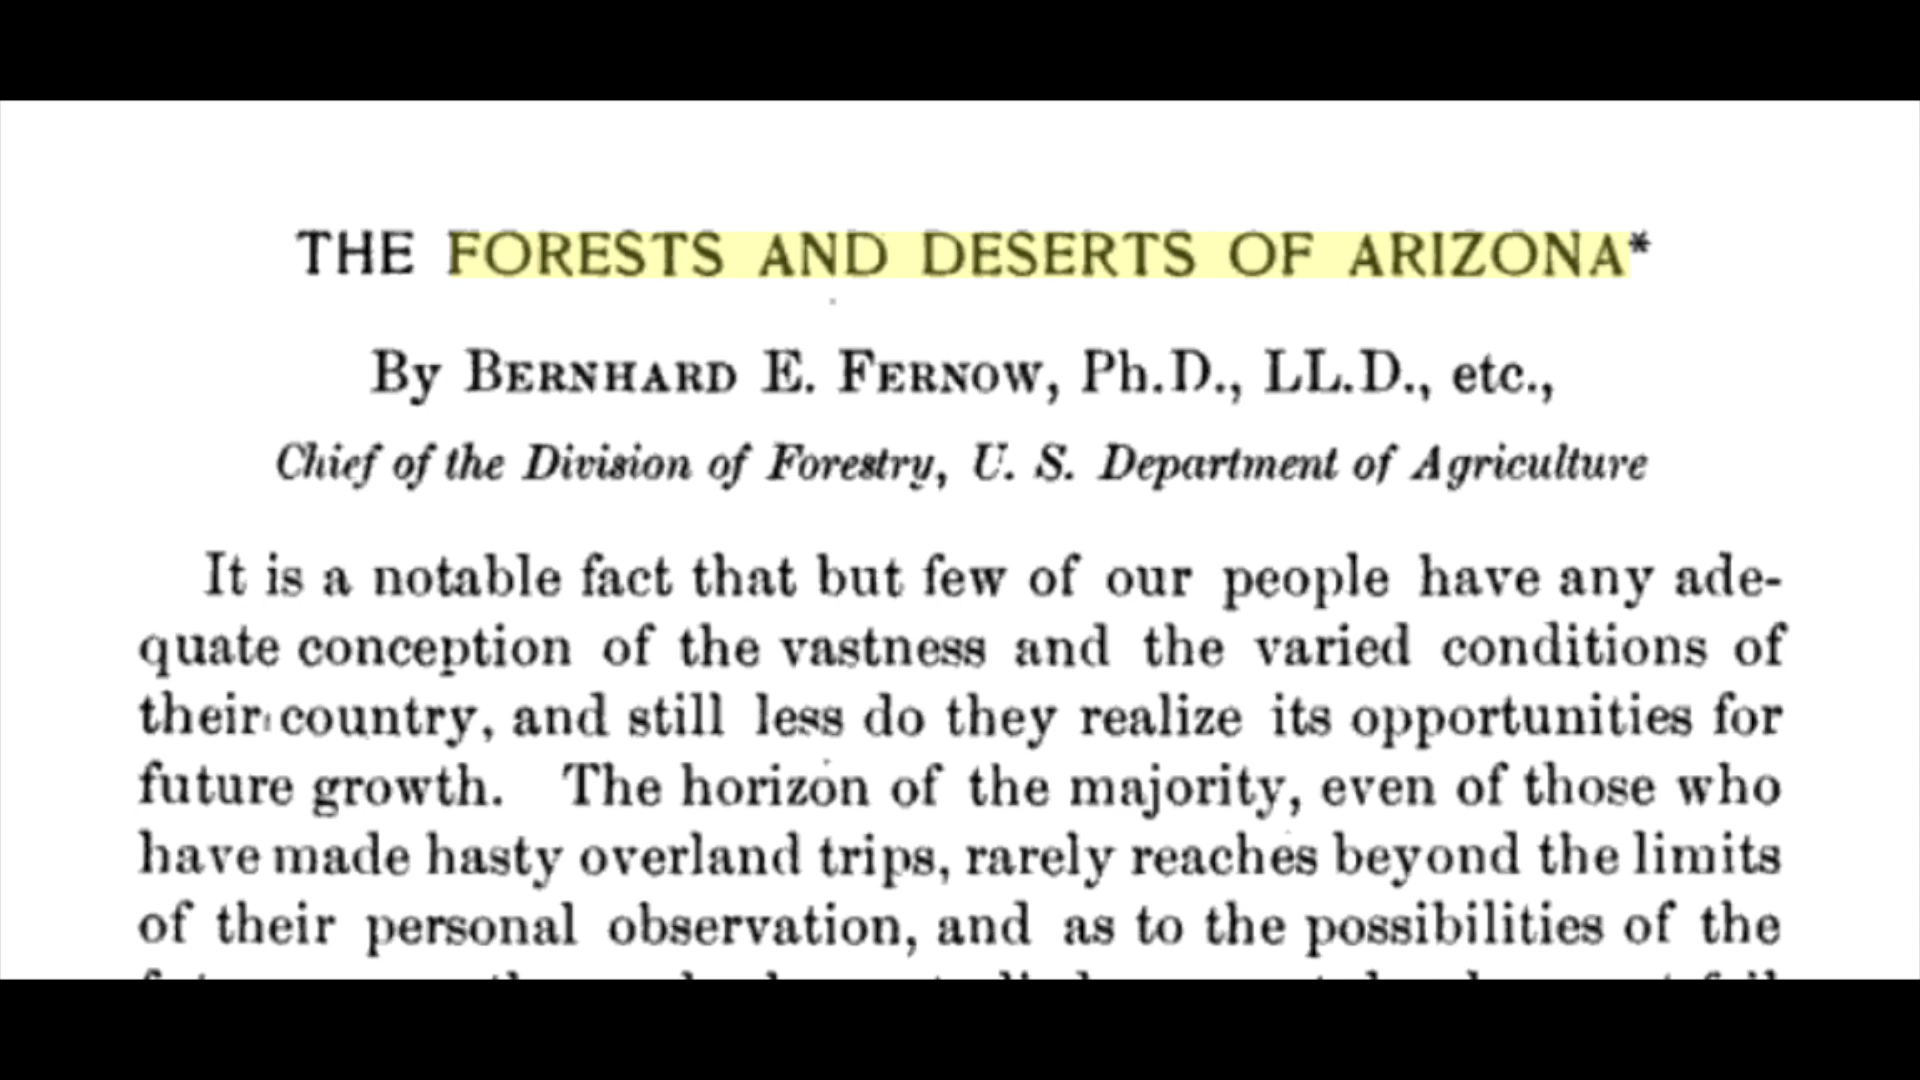 THE FORESTS AND DESERTS OF ARIZONA*
By BERNHARD E. FERNOW, Ph.D., LL.D., etc.,
Chief of the Division of Forestry, U. S. Department of Agriculture
It is a notable fact that but few of our people have any ade-
quate conception of the vastness and the varied conditions of
their country, and still less do they realize its opportunities for
future growth. The horizon of the majority, even of those who
have made hasty overland trips, rarely reaches beyond the limits
of their personal observation, and as to the possibilities of the